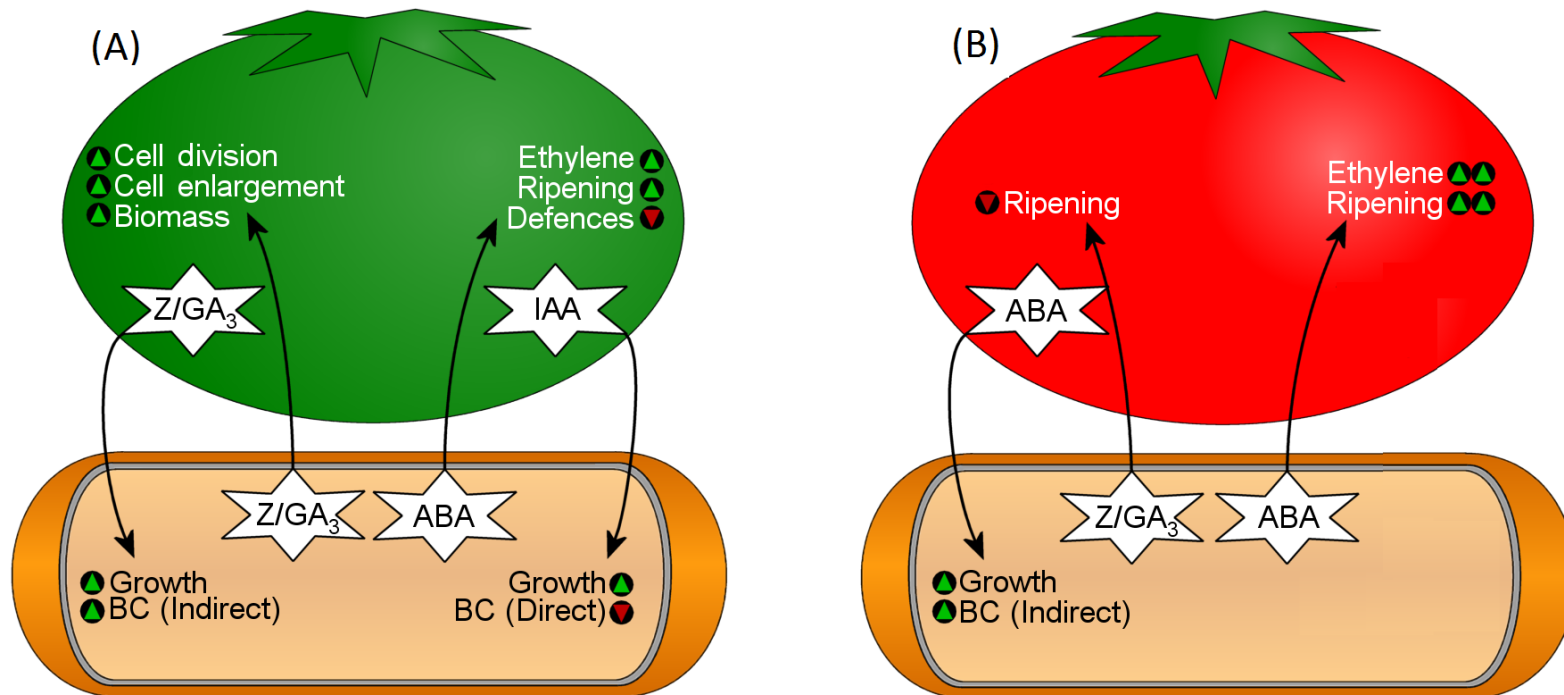 (A)
Cell division
Cell enlargement
Biomass
Ethylene
Ripening
Defences
Z/GA₃
IAA
Z/GA₃
ABA
Growth
BC (Indirect)
Growth
BC (Direct)
(B)
Ripening
Ethylene
Ripening
ABA
Z/GA₃
ABA
Growth
BC (Indirect)